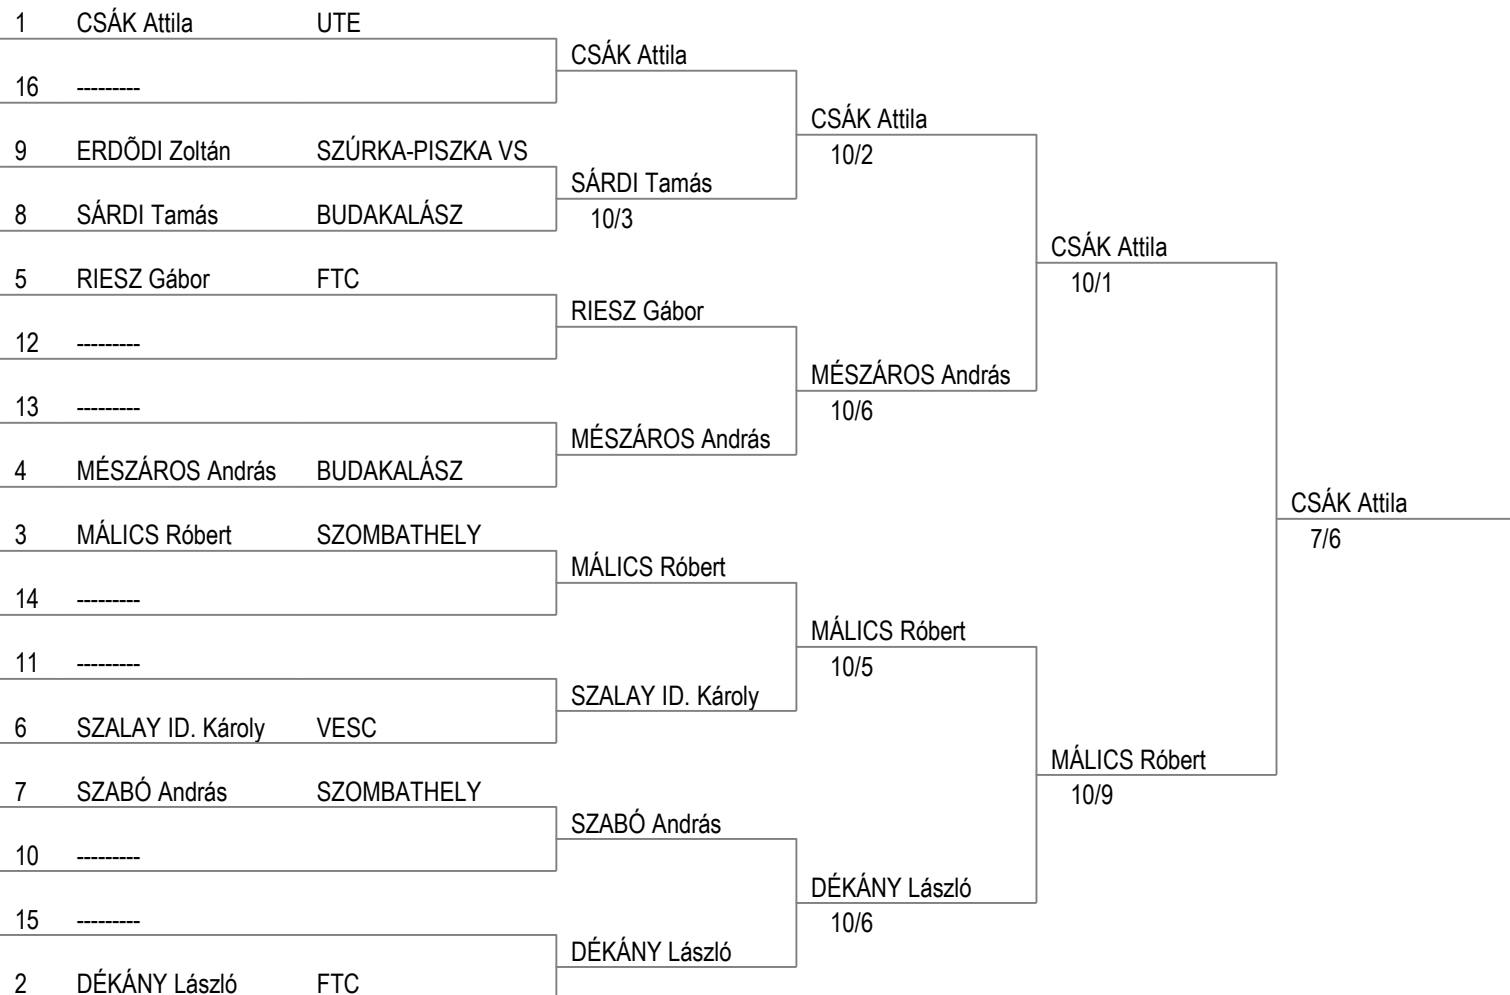 1 CSÁK Attila UTE
CSÁK Attila
16 ---------
CSÁK Attila
10/2
9 ERDÕDI Zoltán SZÚRKA-PISZKA VS
SÁRDI Tamás
10/3
8 SÁRDI Tamás BUDAKALÁSZ
CSÁK Attila
10/1
5 RIESZ Gábor FTC
RIESZ Gábor
12 ---------
MÉSZÁROS András
10/6
13 ---------
MÉSZÁROS András
4 MÉSZÁROS András BUDAKALÁSZ
CSÁK Attila
7/6
3 MÁLICS Róbert SZOMBATHELY
MÁLICS Róbert
14 ---------
MÁLICS Róbert
10/5
11 ---------
SZALAY ID. Károly
6 SZALAY ID. Károly VESC
MÁLICS Róbert
10/9
7 SZABÓ András SZOMBATHELY
SZABÓ András
10 ---------
DÉKÁNY László
10/6
15 ---------
DÉKÁNY László
2 DÉKÁNY László FTC